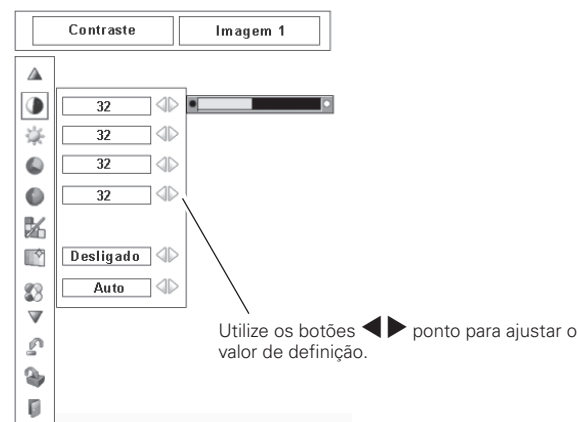 Contraste
Imagem 1
32
32
32
32
Desligado
Auto
Utilize os botões ◀▶ ponto para ajustar o
valor de definição.